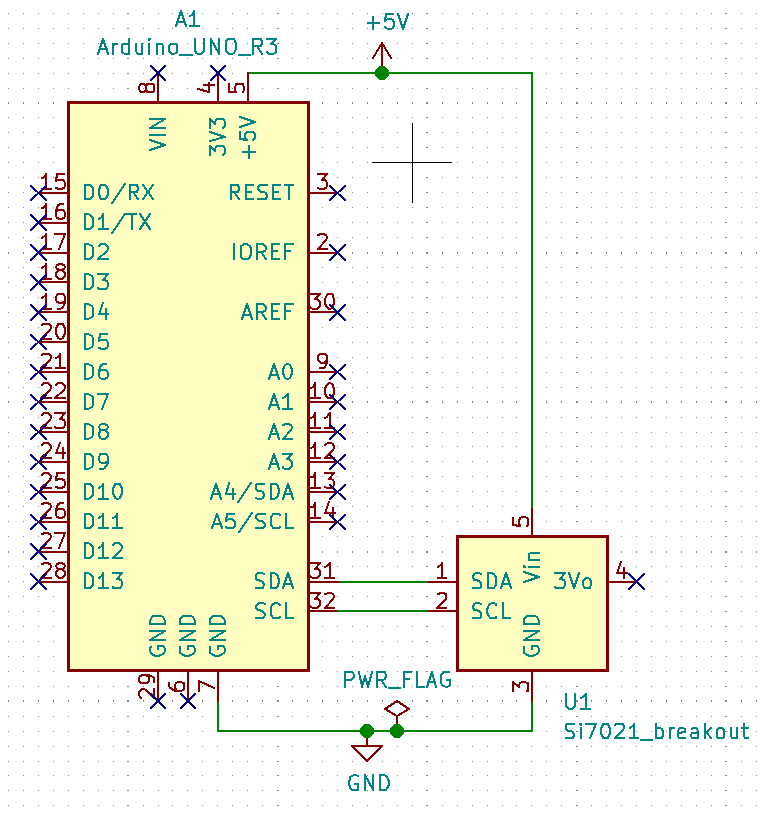 A1
Arduino_UNO_R3
+5V
8 4 5
VIN 3V3 +5V
15 D0/RX RESET 3
16 D1/TX
17 D2 IOREF 2
18 D3
19 D4 AREF 30
20 D5
21 D6 A0 9
22 D7 A1 10
23 D8 A2 11
24 D9 A3 12
25 D10 A4/SDA 13
26 D11 A5/SCL 14
27 D12
28 D13 SDA 31
SCL 32
GND GND GND
29 6 7
5
Vin
1 SDA 3Vo 4
2 SCL
GND
3
PWR_FLAG
GND
U1
Si7021_breakout